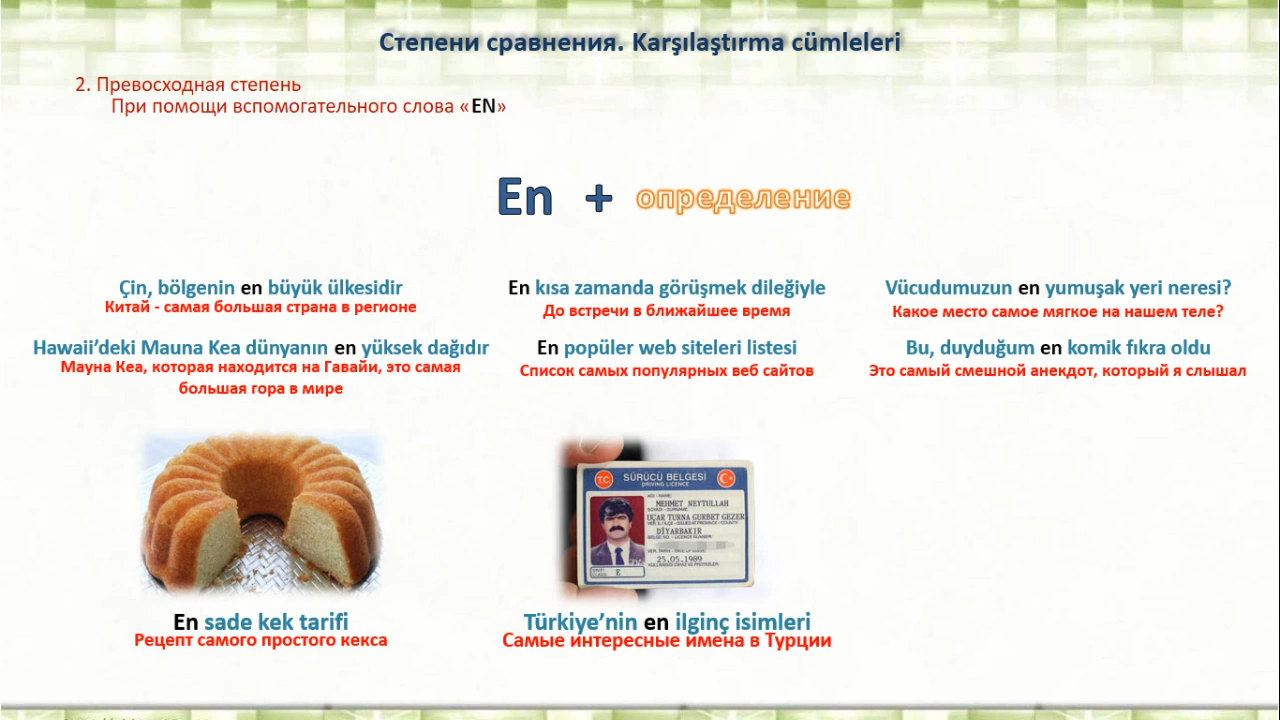 Степени сравнения. Karşılaştırma cümleleri
2. Превосходная степень
При помощи вспомогательного слова «EN»
En + определение
Çin, bölgenin en büyük ülkesidir
Китай - самая большая страна в регионе
Hawaii’deki Mauna Kea dünyanın en yüksek dağıdır
Мауна Кеа, которая находится на Гавайи, это самая
большая гора в мире
En kısa zamanda görüşmek dileğiyle
До встречи в ближайшее время
En popüler web siteleri listesi
Список самых популярных веб сайтов
Vücudumuzun en yumuşak yeri neresi?
Какое место самое мягкое на нашем теле?
Bu, duyduğum en komik fıkra oldu
Это самый смешной анекдот, который я слышал
En sade kek tarifi
Рецепт самого простого кекса
T.C. SÜRÜCÜ BELGESİ
DRIVING LICENCE
MEHMET NEYTULLAH
UÇAR TURNA GURBET GEZER
DİYARBAKIR
25.05.1989
E
Türkiye’nin en ilginç isimleri
Самые интересные имена в Турции